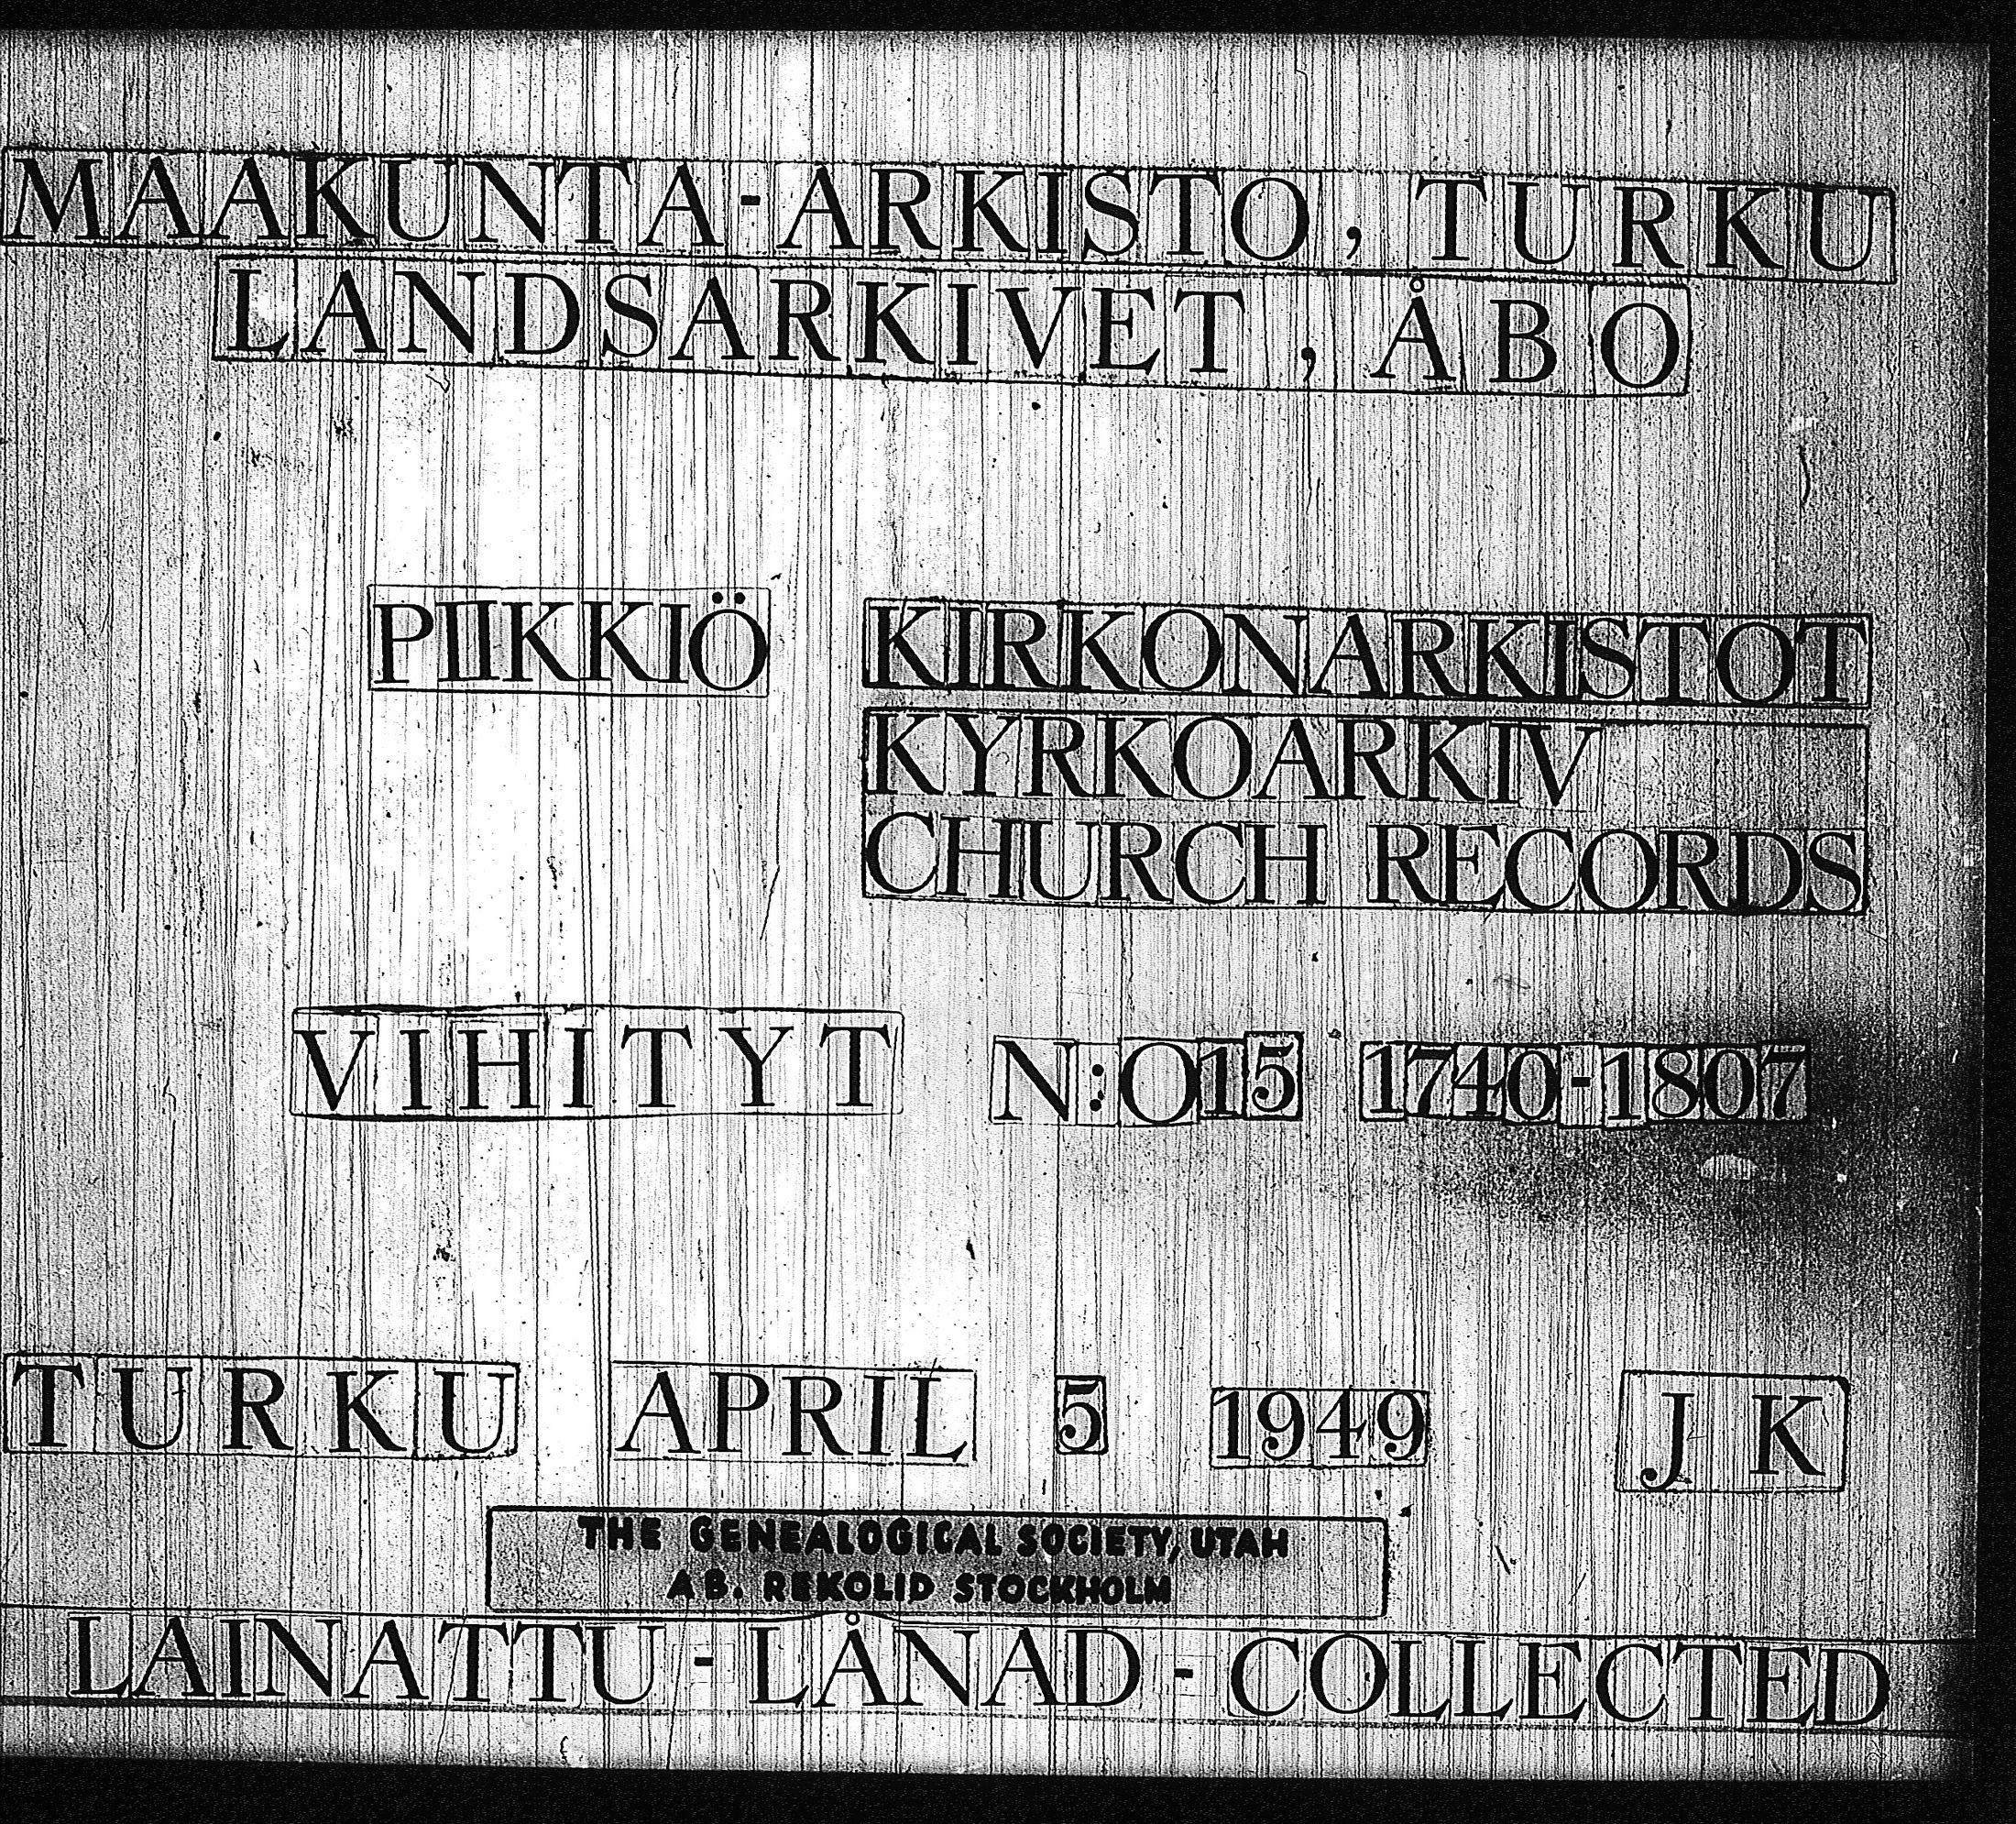 MAAKUNTA-ARKISTO, TURKU
LANDSARKIVET, ÅBO
PIIKKIÖ KIRKONARKISTOT
KYRKOARKIV
CHURCH RECORDS
VIHITYT N:O15 1740-1807
TURKU APRIL 5 1949 J K
THE GENEALOGICAL SOCIETY, UTAH
AB. REKOLID STOCKHOLM
LAINATTU - LÅNAD - COLLECTED